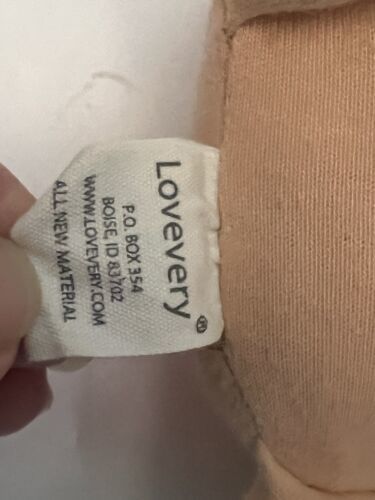 Lovevery®
P.O. BOX 354
BOISE, ID 83702
WWW.LOVEVERY.COM
ALL NEW MATERIAL